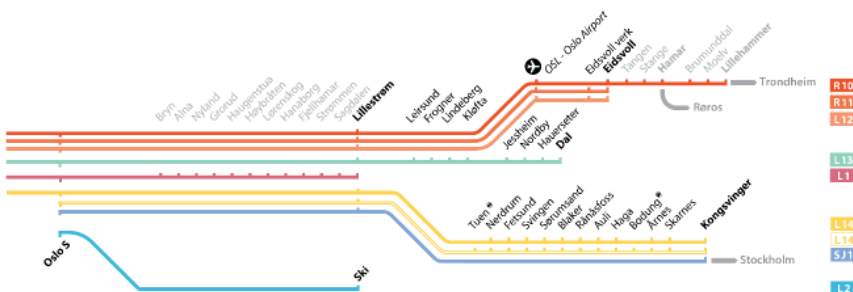 OSL - Oslo Airport
Eidsvoll verk
Eidsvoll
Tangen
Stange
Hamar
Brumunddal
Moelv
Lillehammer
Trondheim
Røros
R10
R11
L12
Bryn
Alna
Nyland
Grorud
Haugenstua
Høybråten
Lørenskog
Hanaborg
Fjellhamar
Strømmen
Sagdalen
Lillestrøm
Leirsund
Frogner
Lindeberg
Kløfta
Jessheim
Nordby
Hauerseter
Dal
L13
L1
Tuen*
Nerdrum
Fetsund
Svingen
Sørumsand
Blaker
Rånåsfoss
Auli
Haga
Bodung*
Årnes
Skarnes
Kongsvinger
L14
L14
SJ1
Stockholm
Oslo S
Ski
L2